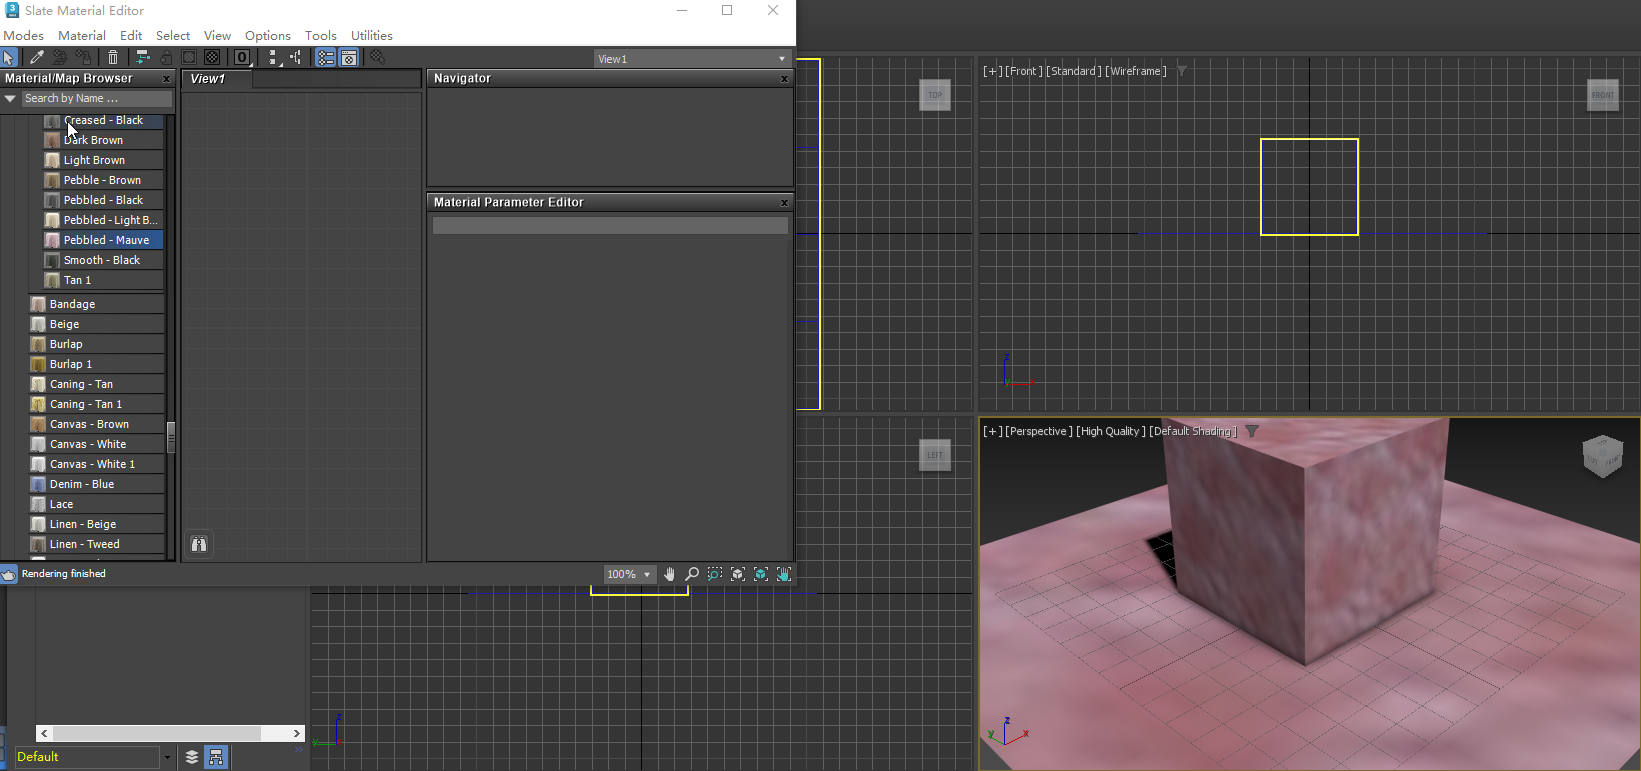 Slate Material Editor
Modes Material Edit Select View Options Tools Utilities
View1
Material/Map Browser
View1
Navigator
Search by Name ...
Creased - Black
Dark Brown
Light Brown
Pebble - Brown
Pebbled - Black
Pebbled - Light B...
Pebbled - Mauve
Smooth - Black
Tan 1
Bandage
Beige
Burlap
Burlap 1
Caning - Tan
Caning - Tan 1
Canvas - Brown
Canvas - White
Canvas - White 1
Denim - Blue
Lace
Linen - Beige
Linen - Tweed
Material Parameter Editor
Rendering finished
100%
TOP
[+] [Front ] [Standard ] [Wireframe ]
FRONT
z
x
LEFT
z
y
[+] [Perspective ] [High Quality ] [Default Shading ]
z
y
x
Default